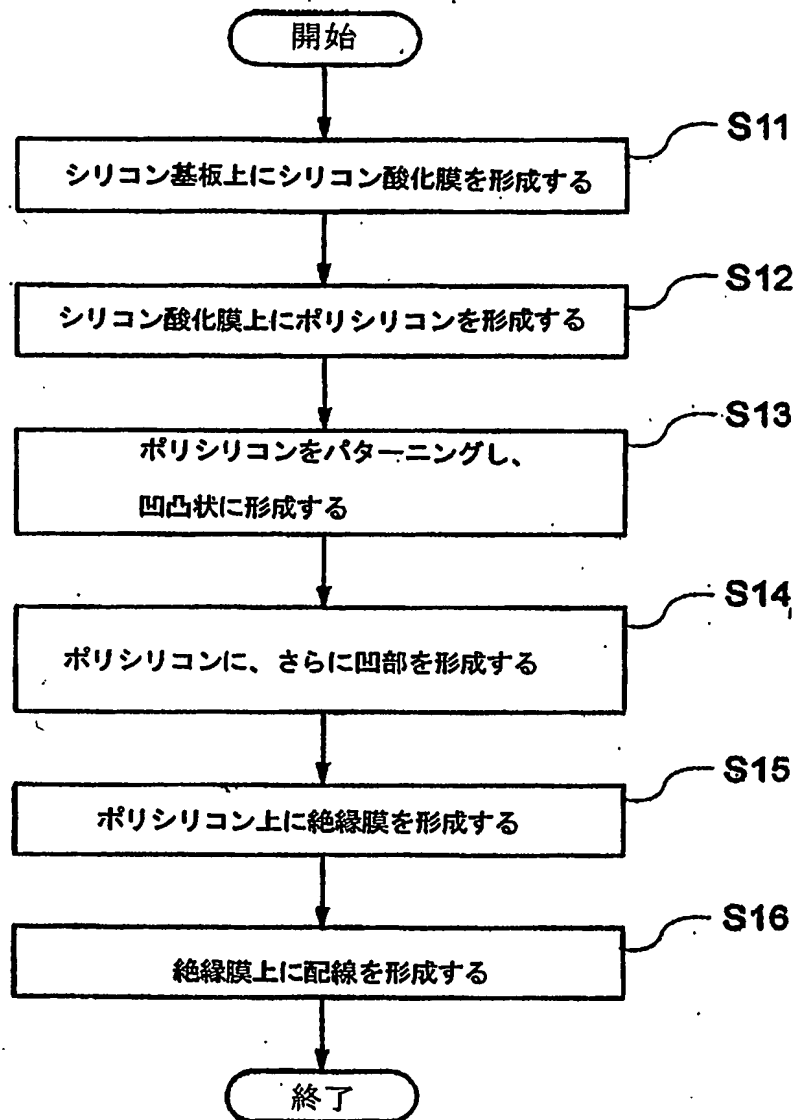 開始
S11
シリコン基板上にシリコン酸化膜を形成する
S12
シリコン酸化膜上にポリシリコンを形成する
S13
ポリシリコンをパターニングし、
凹凸状に形成する
S14
ポリシリコンに、さらに凹部を形成する
S15
ポリシリコン上に絶縁膜を形成する
S16
絶縁膜上に配線を形成する
終了